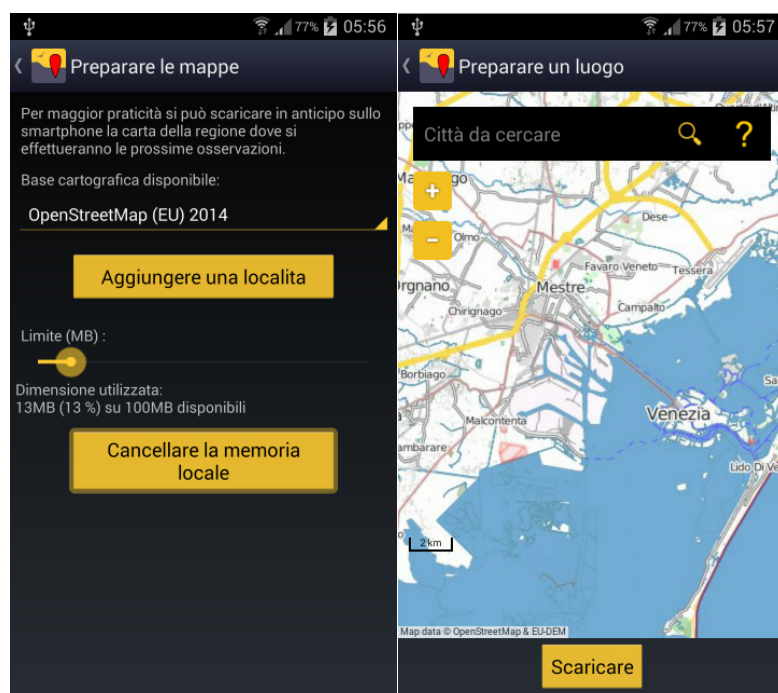 77% 05:56
Preparare le mappe
Per maggior praticità si può scaricare in anticipo sullo
smartphone la carta della regione dove si
effettueranno le prossime osservazioni.
Base cartografica disponibile:
OpenStreetMap (EU) 2014
Aggiungere una localita
Limite (MB) :
Dimensione utilizzata:
13MB (13 %) su 100MB disponibili
Cancellare la memoria
locale
77% 05:57
Preparare un luogo
Città da cercare ?
+
Dese
-
Olmo
Favaro Veneto
Tessera
rgnano
Mestre
Chirignago
Campalto
Borbiago
Malcontenta
Venezia
ambarare
Lido Di Ve
2 km
Map data © OpenStreetMap & EU-DEM
Scaricare